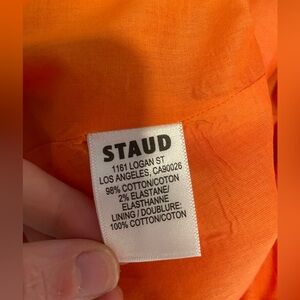 STAUD
1161 LOGAN ST
LOS ANGELES, CA90026
98% COTTON/COTON
2% ELASTANE/
ELASTHANNE
LINING / DOUBLURE:
100% COTTON/COTON